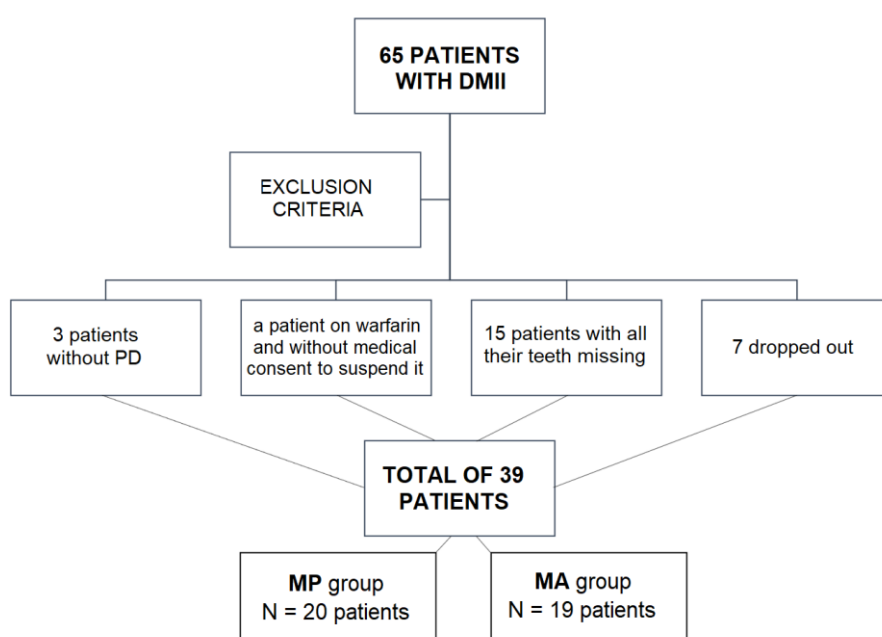 65 PATIENTS
WITH DMII
EXCLUSION
CRITERIA
3 patients
without PD
a patient on warfarin
and without medical
consent to suspend it
15 patients with all
their teeth missing
7 dropped out
TOTAL OF 39
PATIENTS
MP group
N = 20 patients
MA group
N = 19 patients